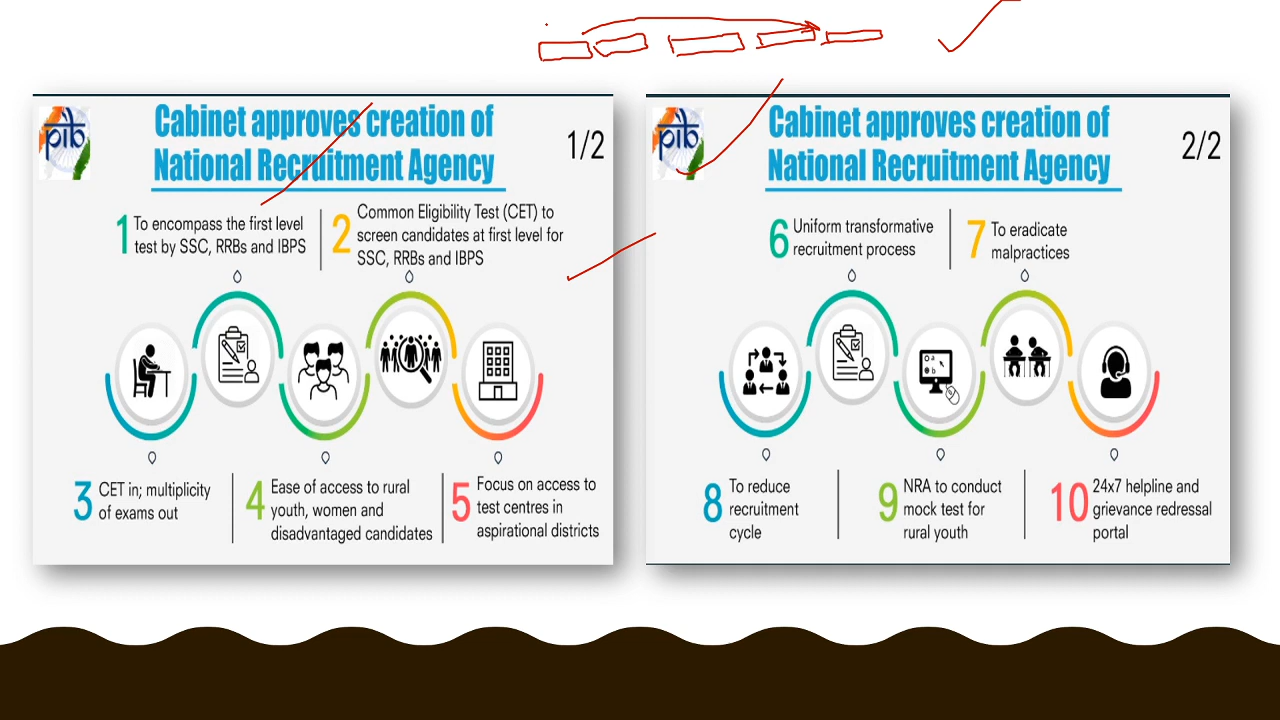 Cabinet approves creation of
National Recruitment Agency
1/2
pib
1 To encompass the first level
test by SSC, RRBs and IBPS
2 Common Eligibility Test (CET) to
screen candidates at first level for
SSC, RRBs and IBPS
3 CET in; multiplicity
of exams out
4 Ease of access to rural
youth, women and
disadvantaged candidates
5 Focus on access to
test centres in
aspirational districts
Cabinet approves creation of
National Recruitment Agency
2/2
pib
6 Uniform transformative
recruitment process
7 To eradicate
malpractices
8 To reduce
recruitment
cycle
9 NRA to conduct
mock test for
rural youth
10 24x7 helpline and
grievance redressal
portal